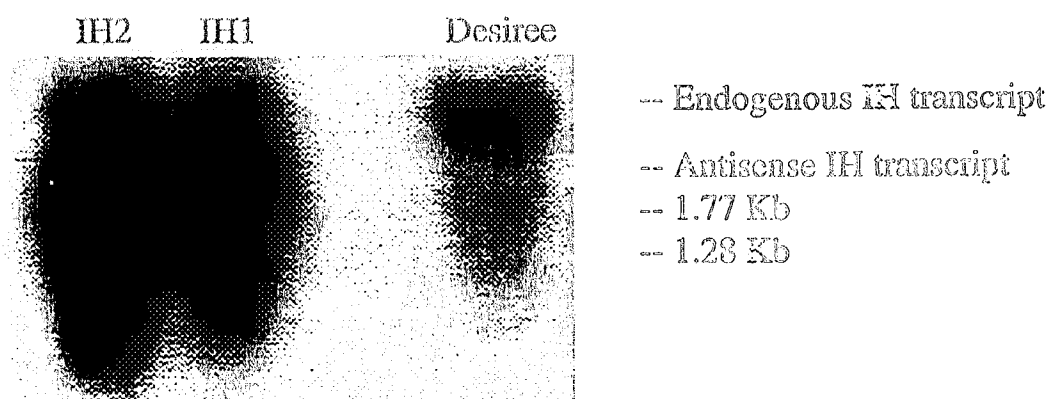 IH2 IH1 Desiree
-- Endogenous IH transcript
-- Antisense IH transcript
-- 1.77 Kb
-- 1.28 Kb